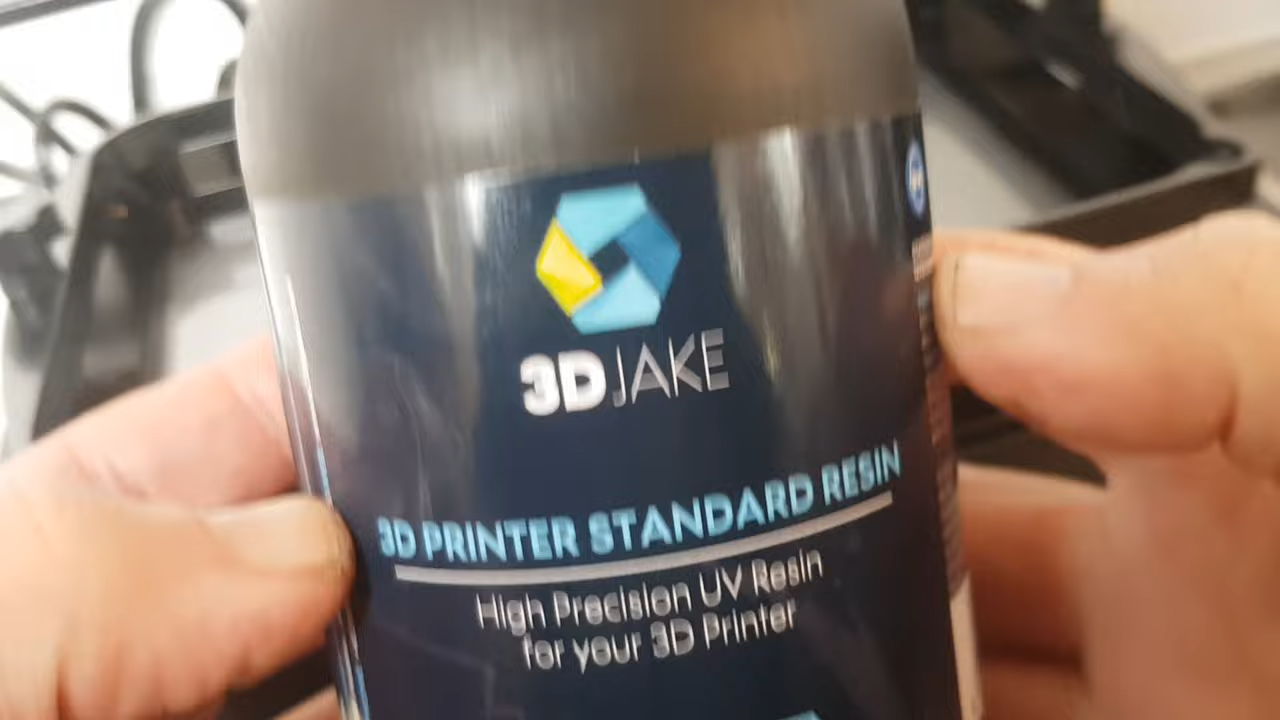 3DJAKE
3D PRINTER STANDARD RESIN
High Precision UV Resin
for your 3D Printer